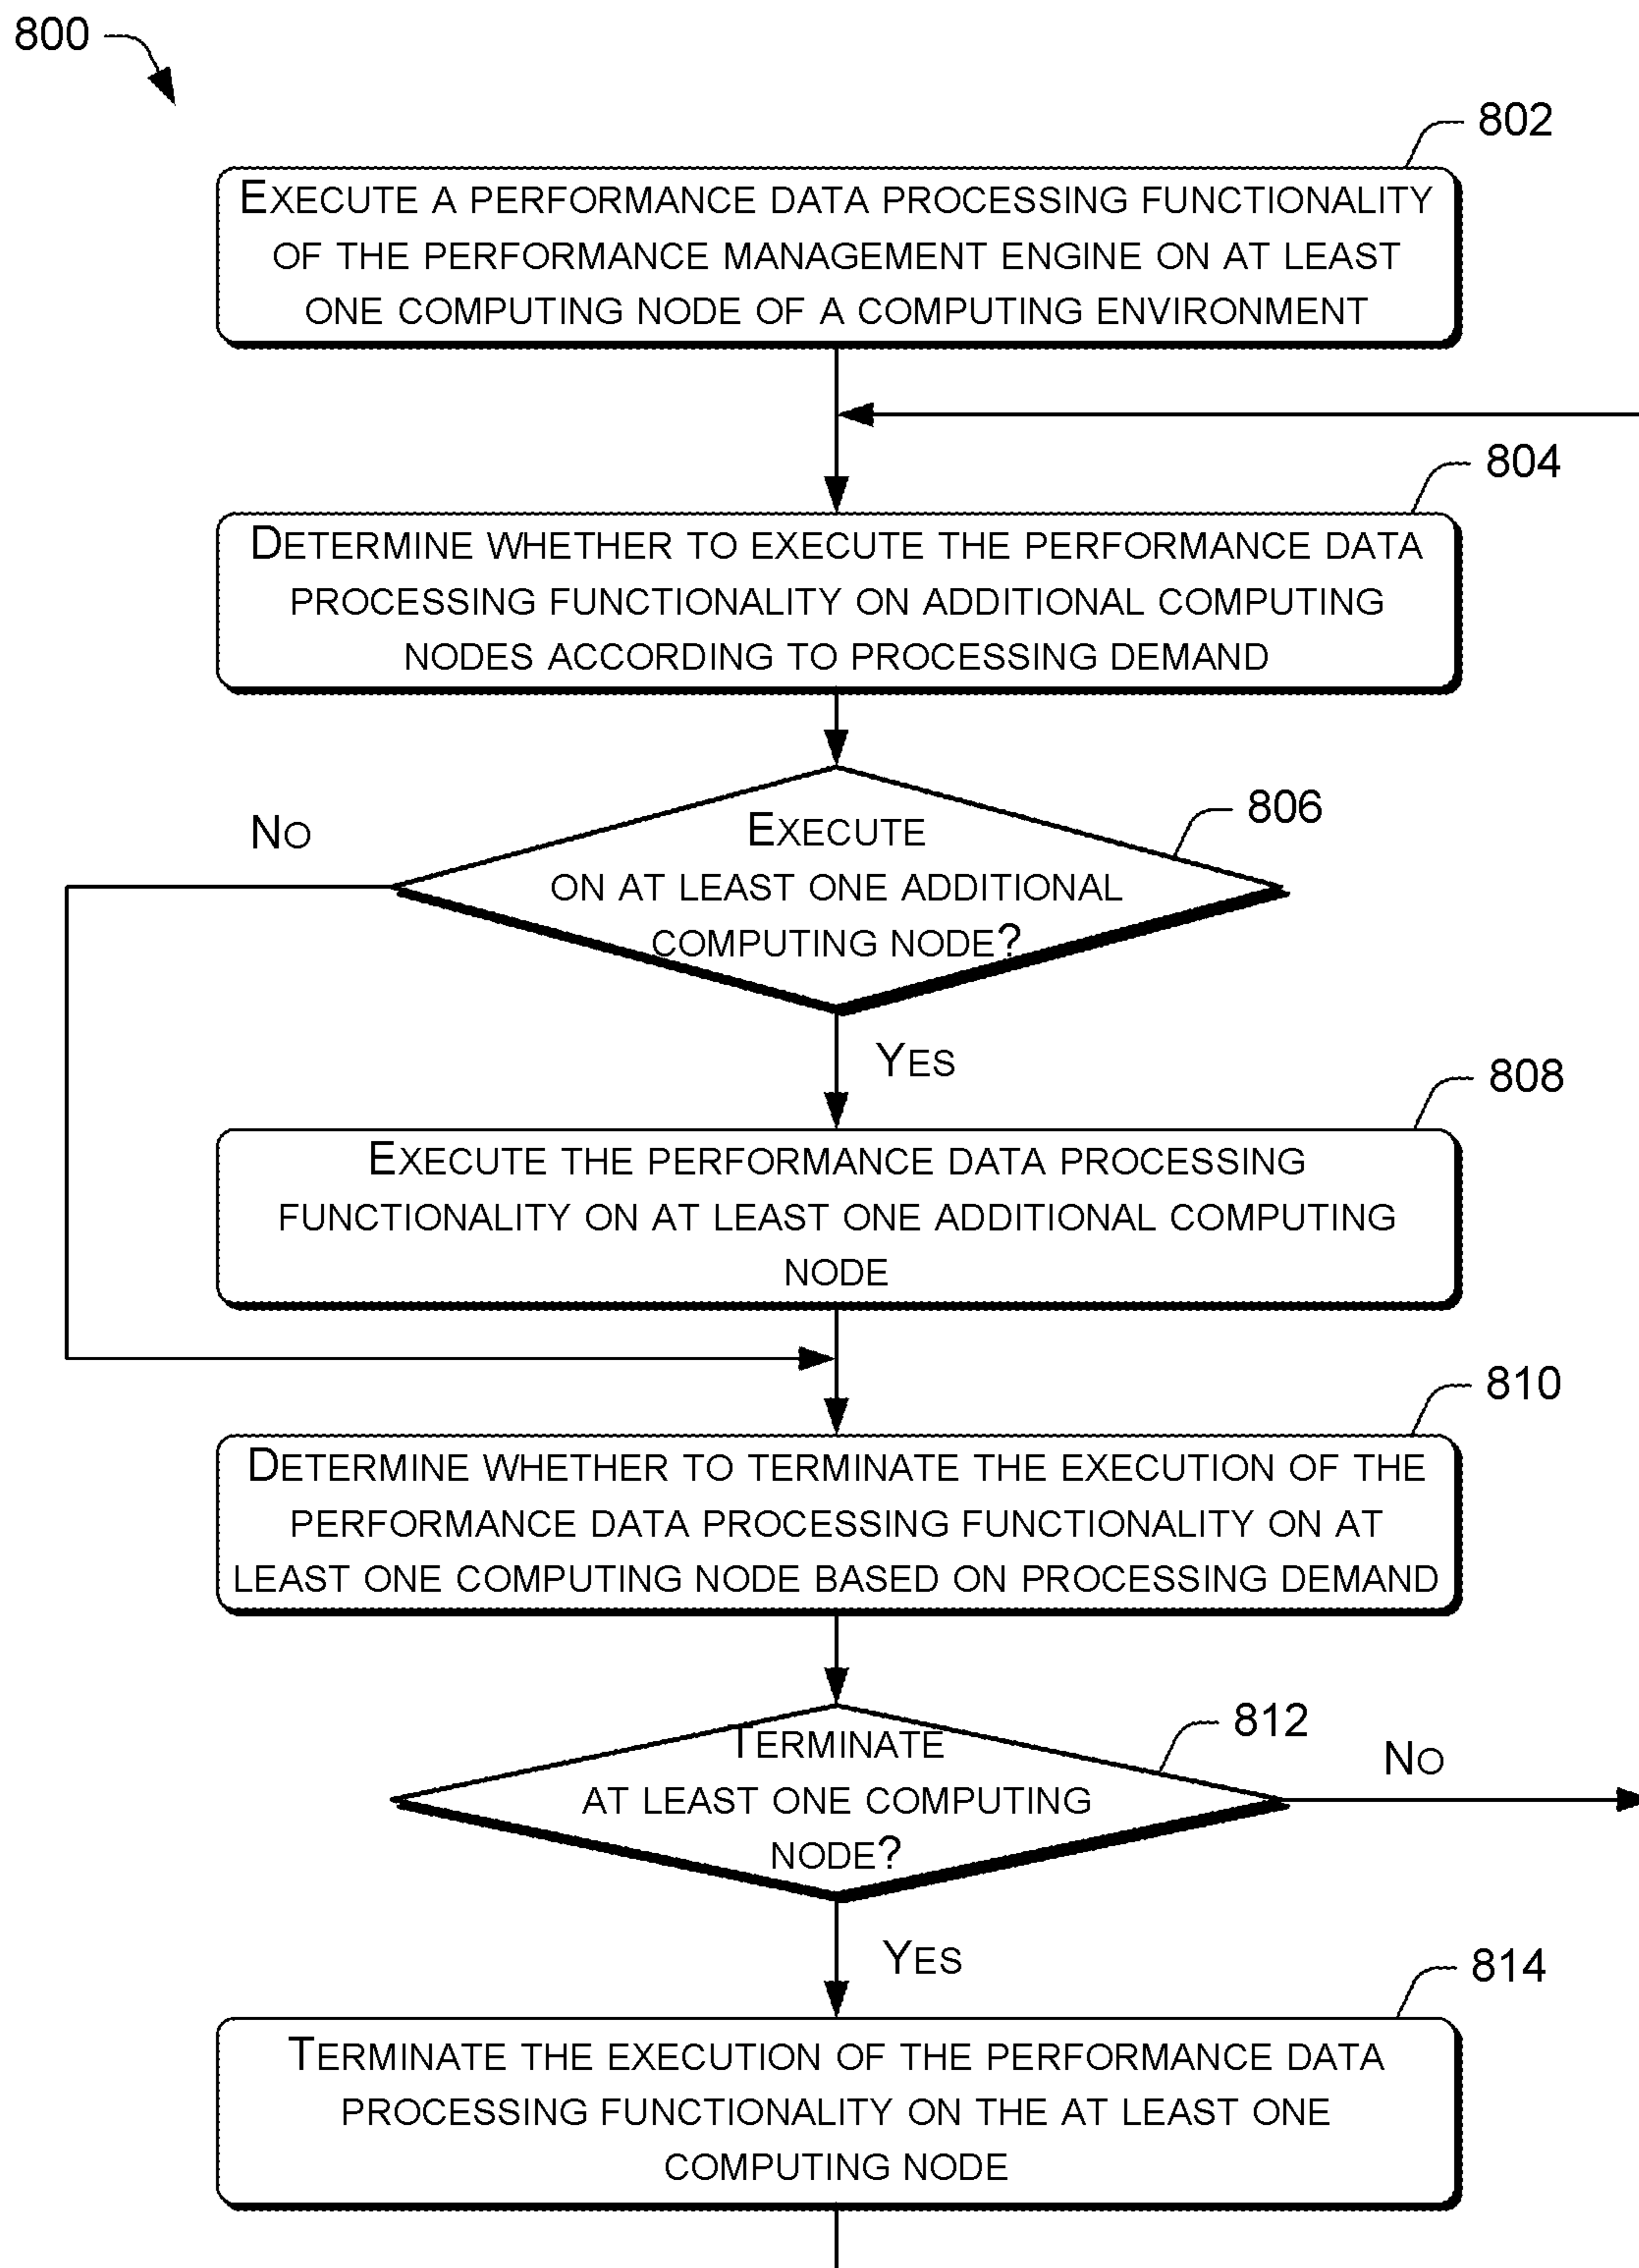 800
802
EXECUTE A PERFORMANCE DATA PROCESSING FUNCTIONALITY
OF THE PERFORMANCE MANAGEMENT ENGINE ON AT LEAST
ONE COMPUTING NODE OF A COMPUTING ENVIRONMENT
804
DETERMINE WHETHER TO EXECUTE THE PERFORMANCE DATA
PROCESSING FUNCTIONALITY ON ADDITIONAL COMPUTING
NODES ACCORDING TO PROCESSING DEMAND
806
NO
EXECUTE
ON AT LEAST ONE ADDITIONAL
COMPUTING NODE?
YES
808
EXECUTE THE PERFORMANCE DATA PROCESSING
FUNCTIONALITY ON AT LEAST ONE ADDITIONAL COMPUTING
NODE
810
DETERMINE WHETHER TO TERMINATE THE EXECUTION OF THE
PERFORMANCE DATA PROCESSING FUNCTIONALITY ON AT
LEAST ONE COMPUTING NODE BASED ON PROCESSING DEMAND
812
TERMINATE
AT LEAST ONE COMPUTING
NODE?
NO
YES
814
TERMINATE THE EXECUTION OF THE PERFORMANCE DATA
PROCESSING FUNCTIONALITY ON THE AT LEAST ONE
COMPUTING NODE